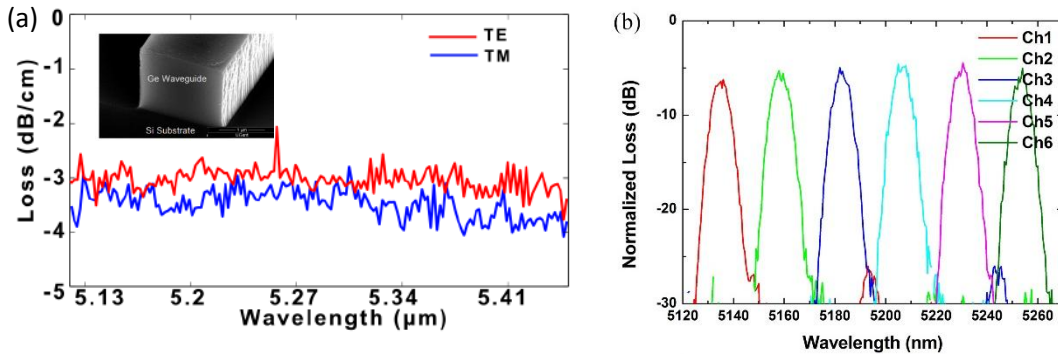 (a)
0
-1
-2
-3
-4
-5
Loss (dB/cm)
TE
TM
Ge Waveguide
Si Substrate
5.13
5.2
5.27
5.34
5.41
Wavelength (µm)
(b)
0
-10
-20
-30
Normalized Loss (dB)
Ch1
Ch2
Ch3
Ch4
Ch5
Ch6
5120
5140
5160
5180
5200
5220
5240
5260
Wavelength (nm)